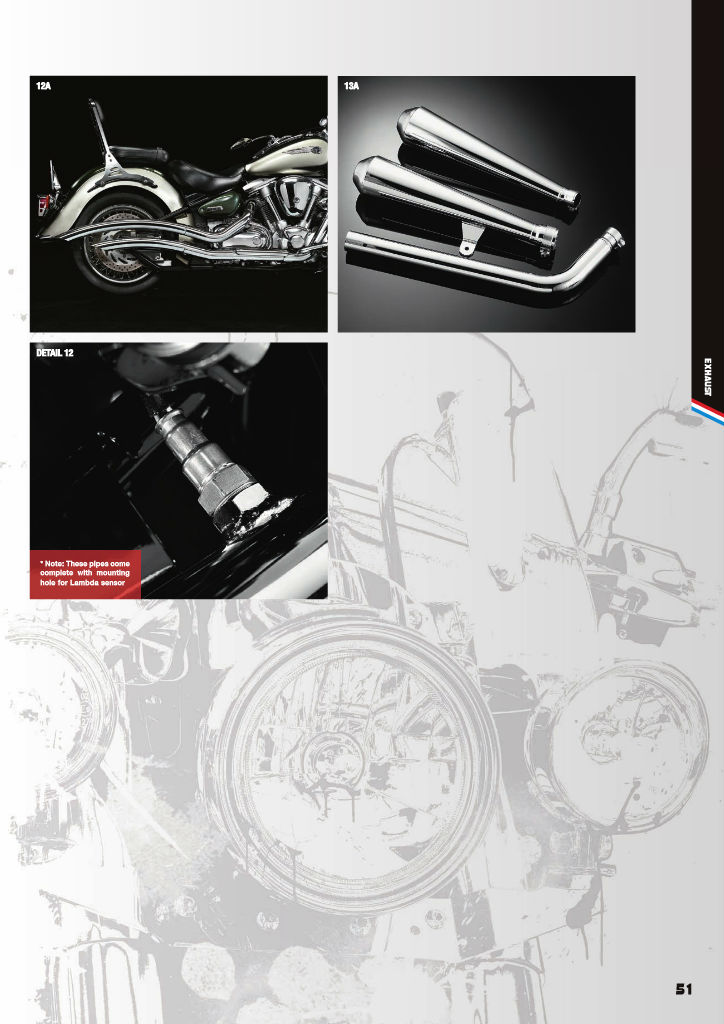 12A
13A
EXHAUST
DETAIL 12
* Note: These pipes come
complete with mounting
hole for Lambda sensor
51